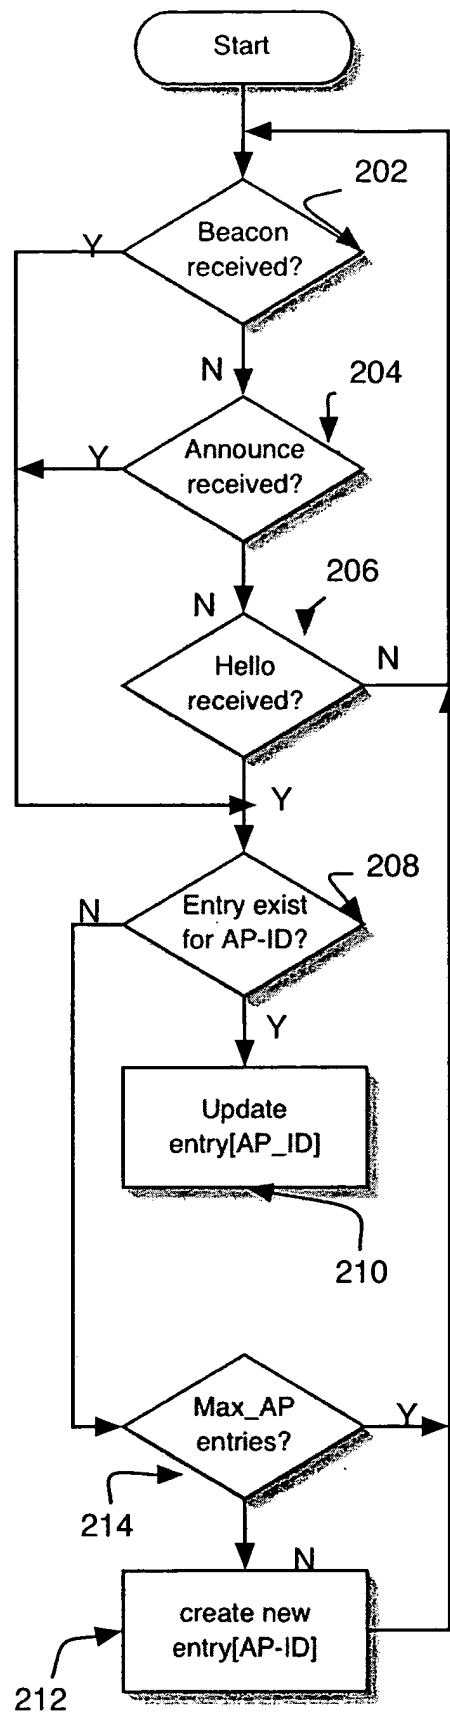 Start
202
Beacon
received?
Y
N
204
Announce
received?
Y
206
N
Hello
received?
N
Y
208
Entry exist
for AP-ID?
N
Y
Update
entry[AP_ID]
210
Max_AP
entries?
Y
214
N
create new
entry[AP-ID]
212